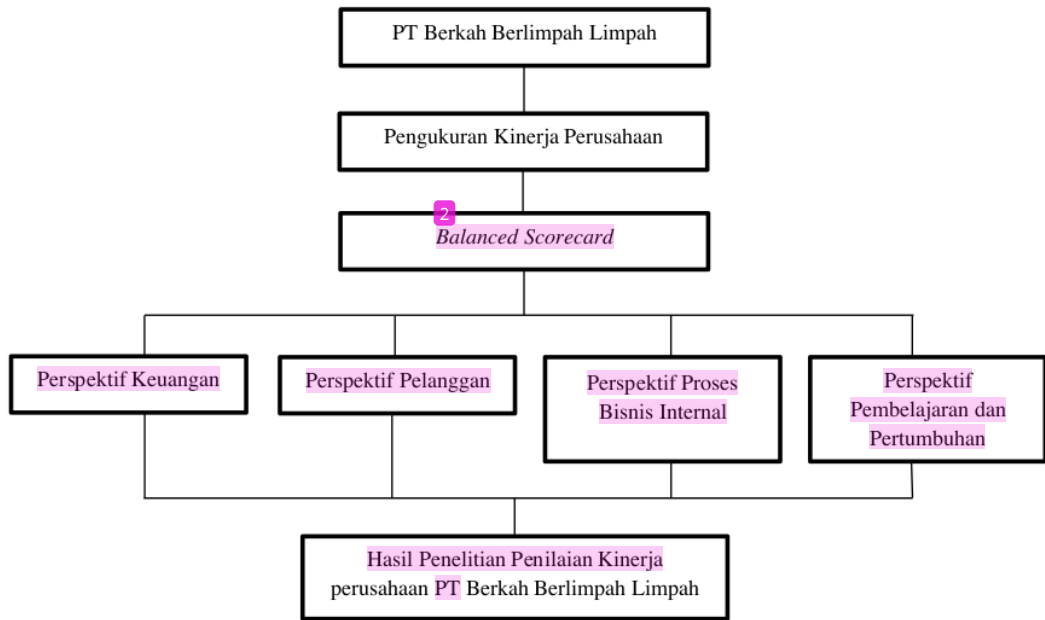 PT Berkah Berlimpah Limpah
Pengukuran Kinerja Perusahaan
2
Balanced Scorecard
Perspektif Keuangan
Perspektif Pelanggan
Perspektif Proses
Bisnis Internal
Perspektif
Pembelajaran dan
Pertumbuhan
Hasil Penelitian Penilaian Kinerja
perusahaan PT Berkah Berlimpah Limpah